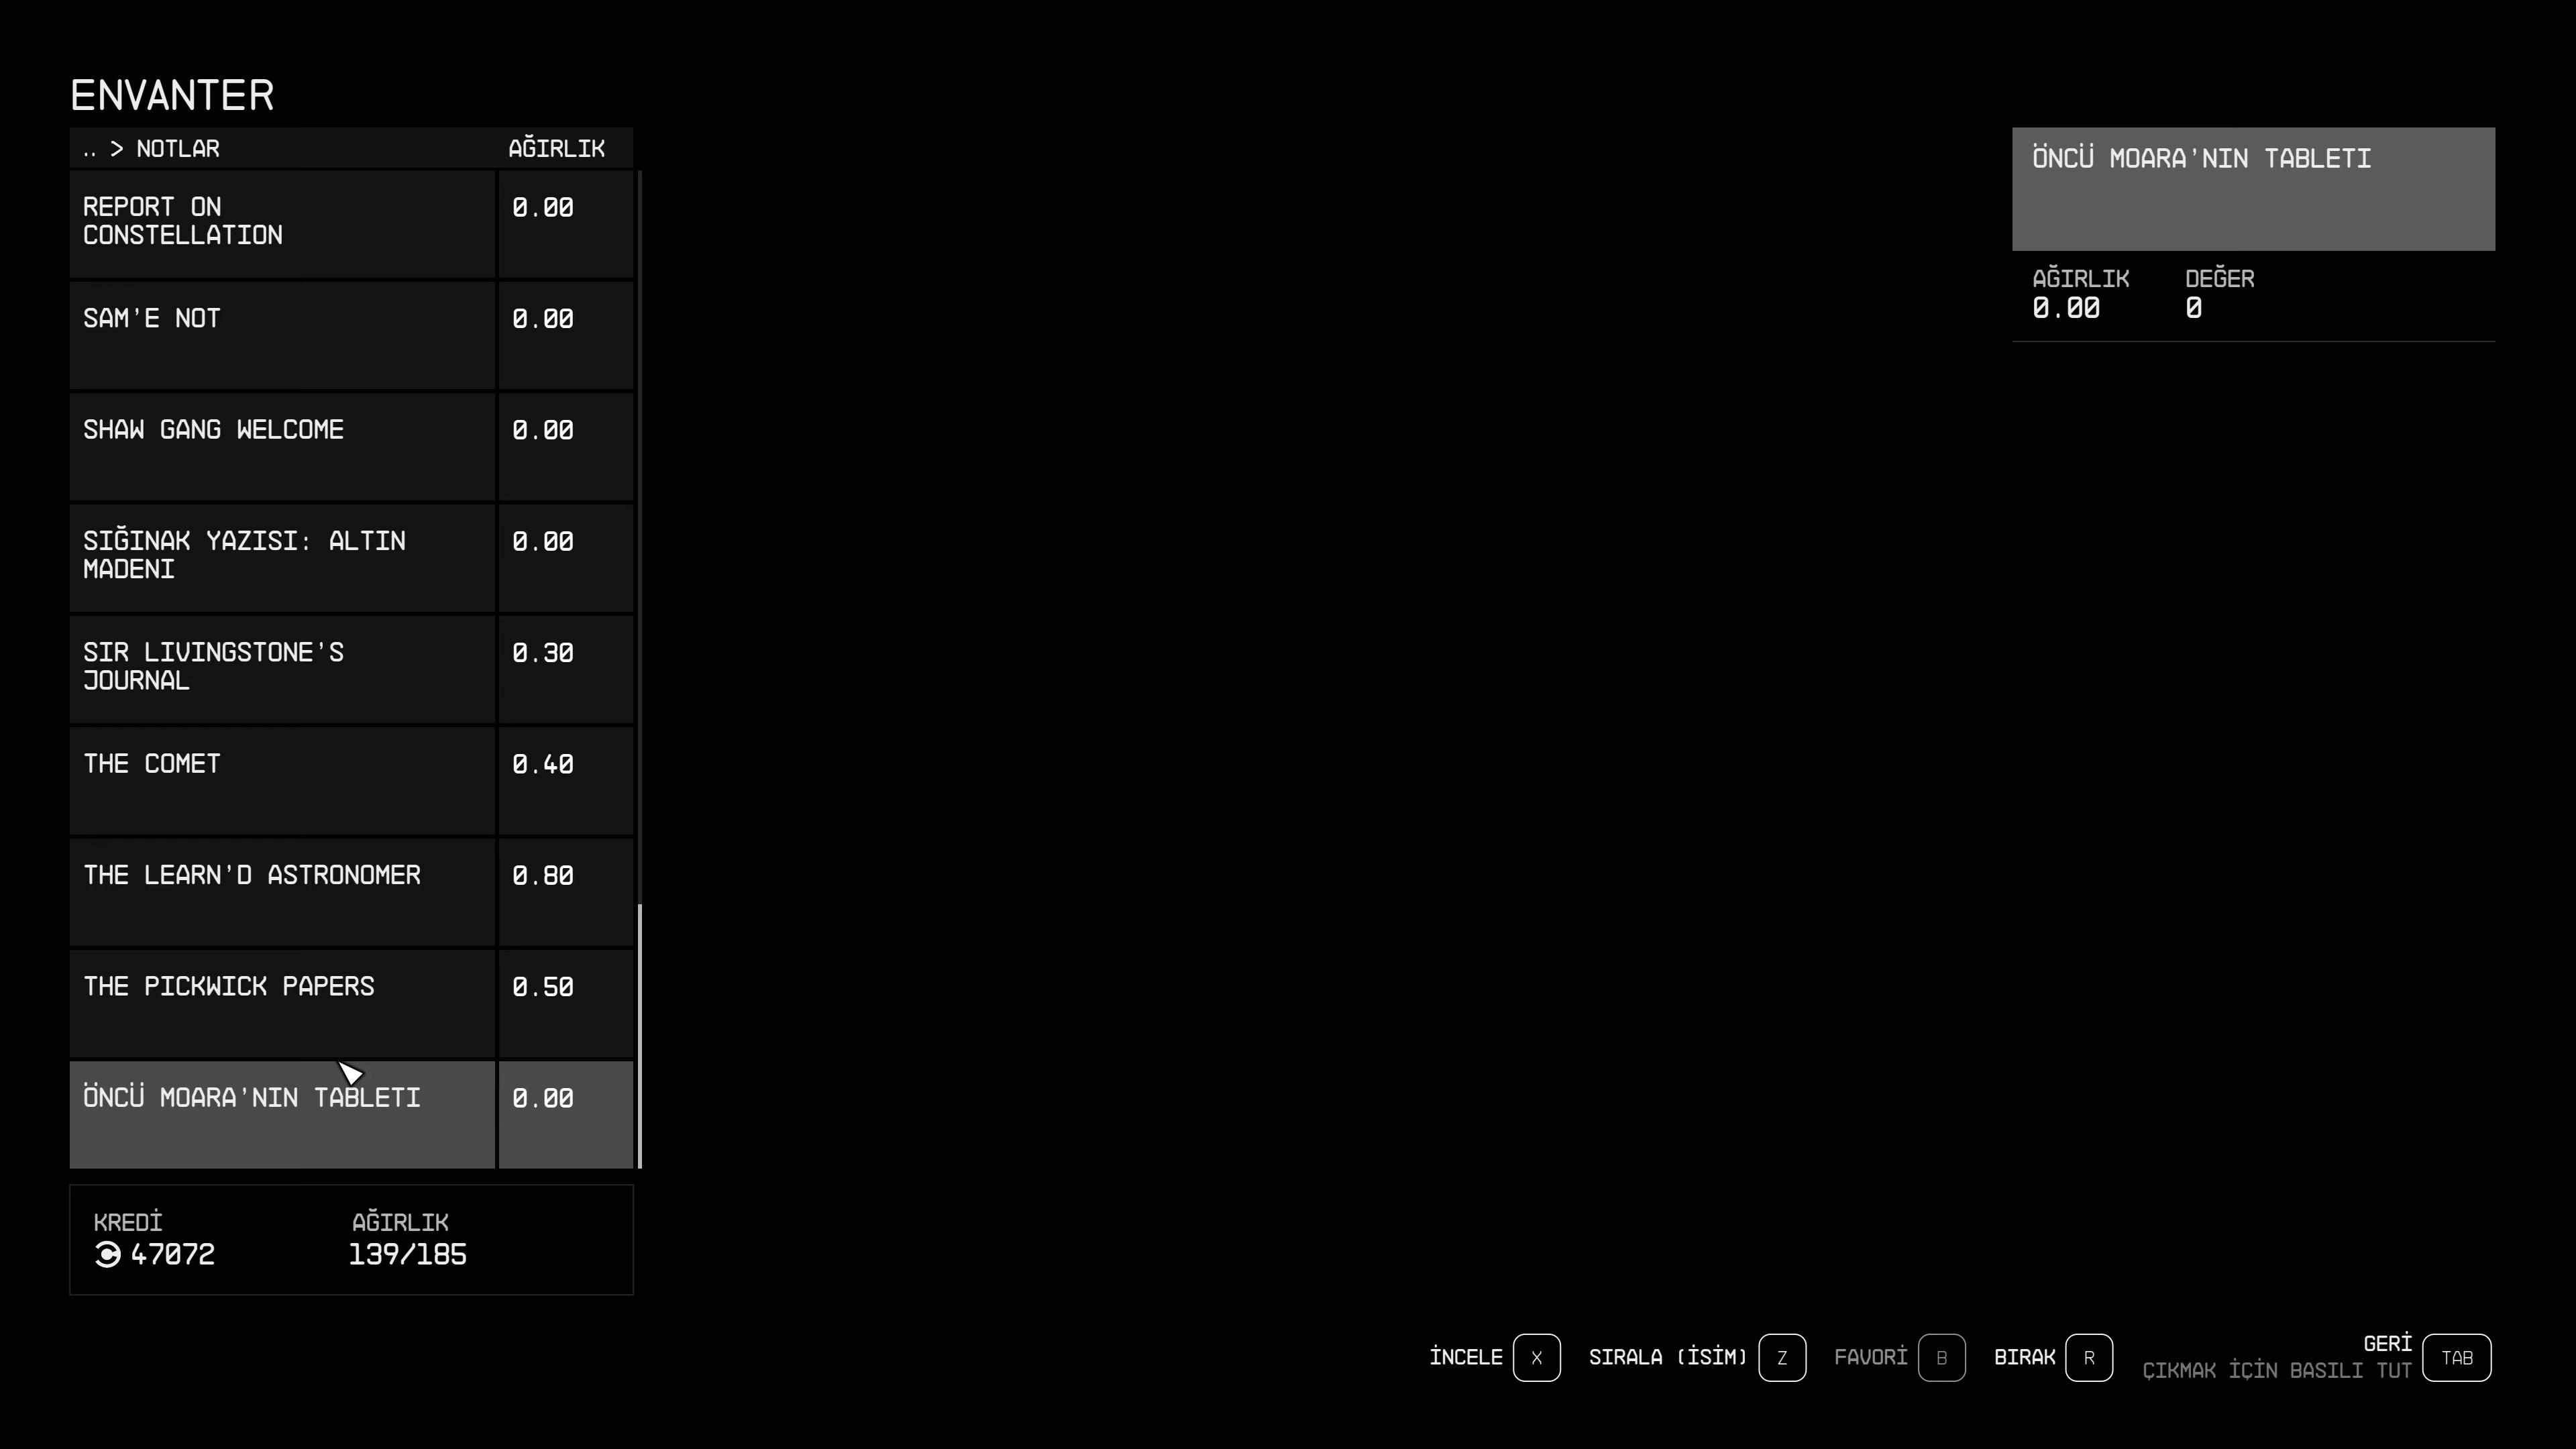 ENVANTER
.. > NOTLAR AĞIRLIK
REPORT ON
CONSTELLATION 0.00
SAM'E NOT 0.00
SHAW GANG WELCOME 0.00
SIĞINAK YAZISI: ALTIN
MADENI 0.00
SIR LIVINGSTONE'S
JOURNAL 0.30
THE COMET 0.40
THE LEARN'D ASTRONOMER 0.80
THE PICKWICK PAPERS 0.50
ÖNCÜ MOARA'NIN TABLETI 0.00
KREDİ AĞIRLIK
47072 139/185
ÖNCÜ MOARA'NIN TABLETI
AĞIRLIK DEĞER
0.00 0
İNCELE X SIRALA (İSİM) Z FAVORİ B BIRAK R GERİ TAB
ÇIKMAK İÇİN BASILI TUT